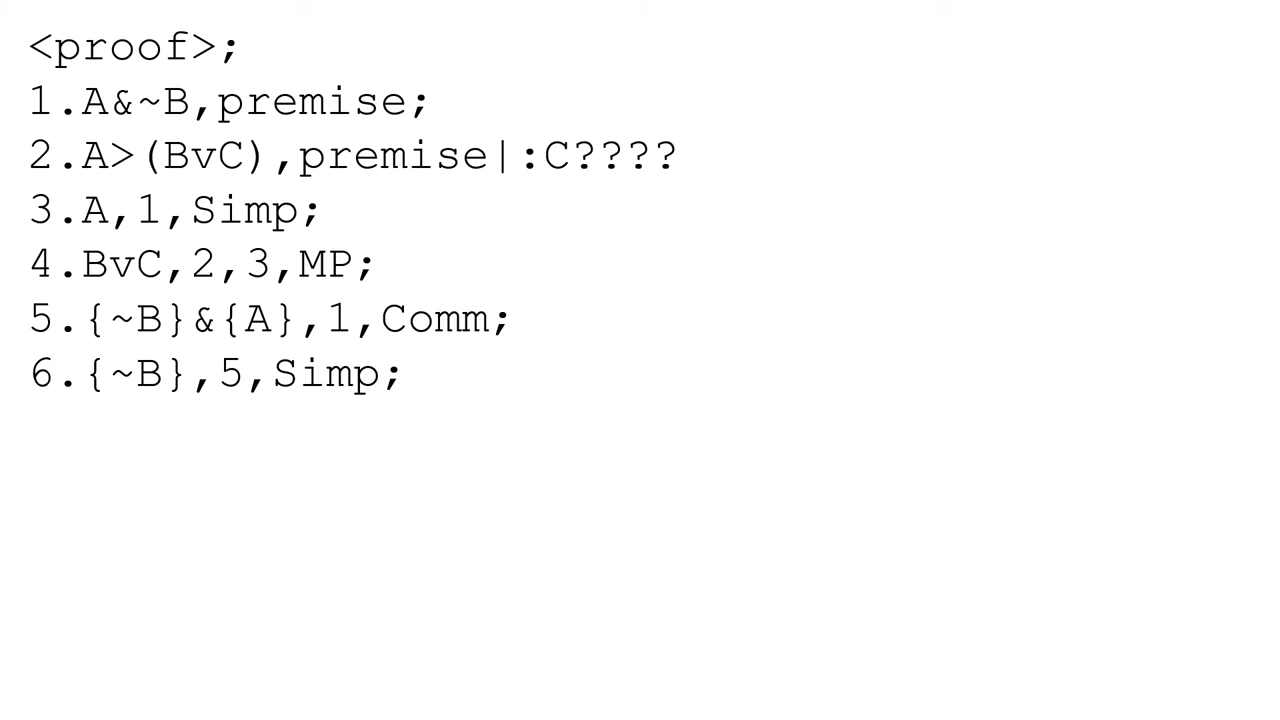 <proof>;
1.A&~B,premise;
2.A>(BvC),premise|:C????
3.A,1,Simp;
4.BvC,2,3,MP;
5.{~B}&{A},1,Comm;
6.{~B},5,Simp;